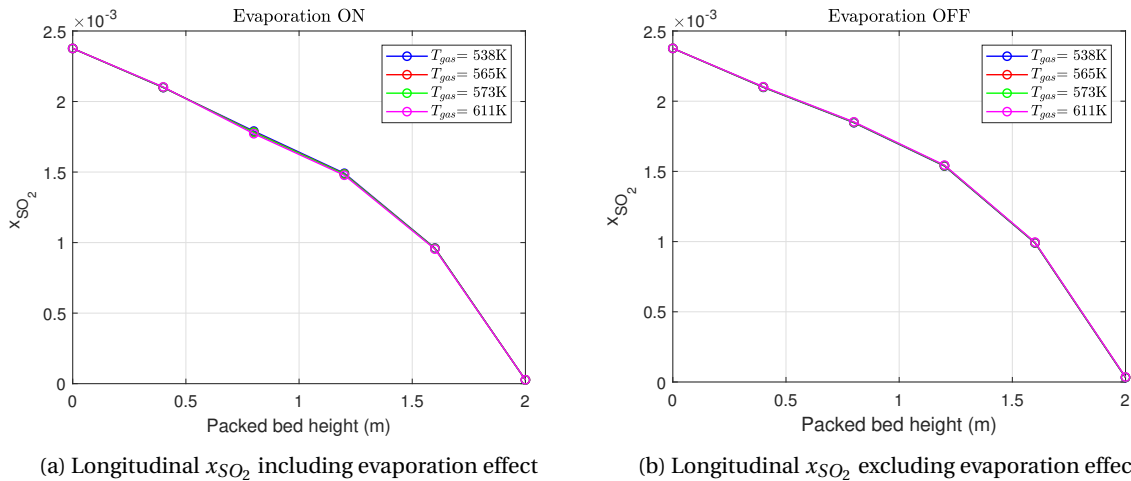 Evaporation ON
×10⁻³
2.5
2
1.5
1
0.5
0
x_SO₂
0 0.5 1 1.5 2
Packed bed height (m)
T_gas= 538K
T_gas= 565K
T_gas= 573K
T_gas= 611K
(a) Longitudinal x_SO₂ including evaporation effect
Evaporation OFF
×10⁻³
2.5
2
1.5
1
0.5
0
x_SO₂
0 0.5 1 1.5 2
Packed bed height (m)
T_gas= 538K
T_gas= 565K
T_gas= 573K
T_gas= 611K
(b) Longitudinal x_SO₂ excluding evaporation effec